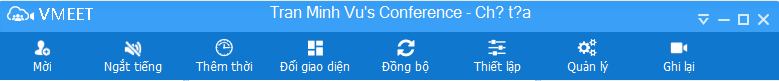 VMEET
Tran Minh Vu's Conference - Ch? t?a
Mời Ngắt tiếng Thêm thời Đổi giao diện Đồng bộ Thiết lập Quản lý Ghi lại